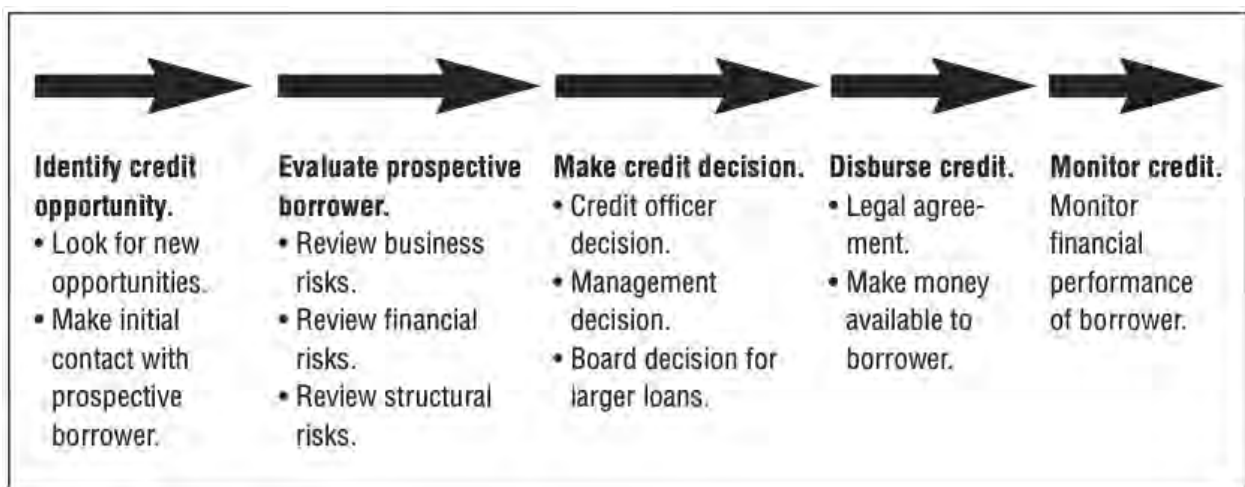 Identify credit
opportunity.
• Look for new
opportunities.
• Make initial
contact with
prospective
borrower.
Evaluate prospective
borrower.
• Review business
risks.
• Review financial
risks.
• Review structural
risks.
Make credit decision.
• Credit officer
decision.
• Management
decision.
• Board decision for
larger loans.
Disburse credit.
• Legal agree-
ment.
• Make money
available to
borrower.
Monitor credit.
Monitor
financial
performance
of borrower.